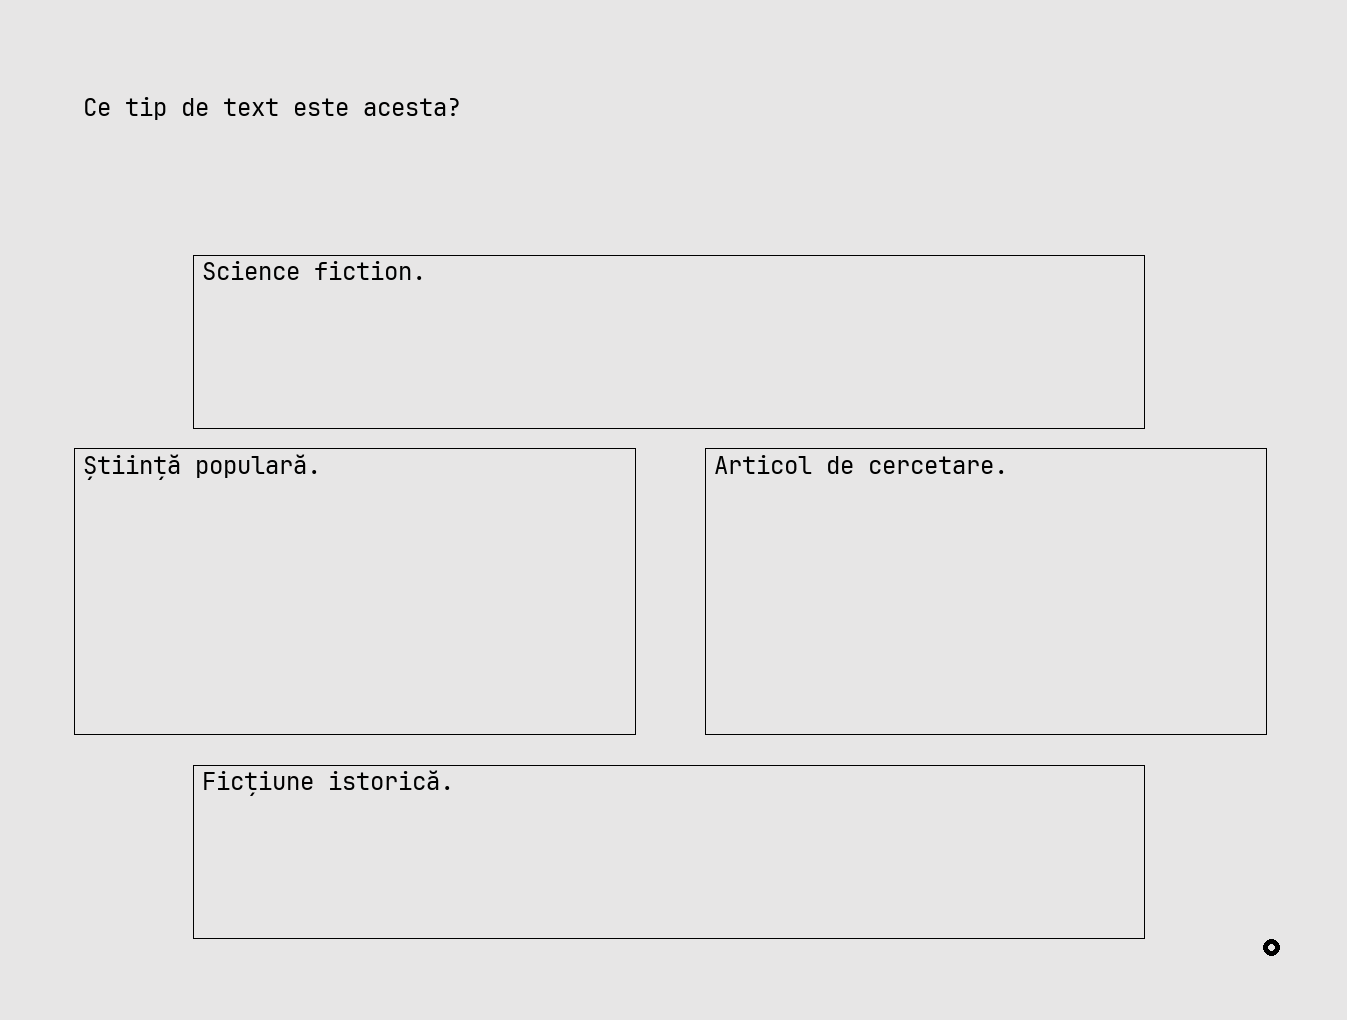 Ce tip de text este acesta?
Science fiction.
Știință populară.
Articol de cercetare.
Ficțiune istorică.